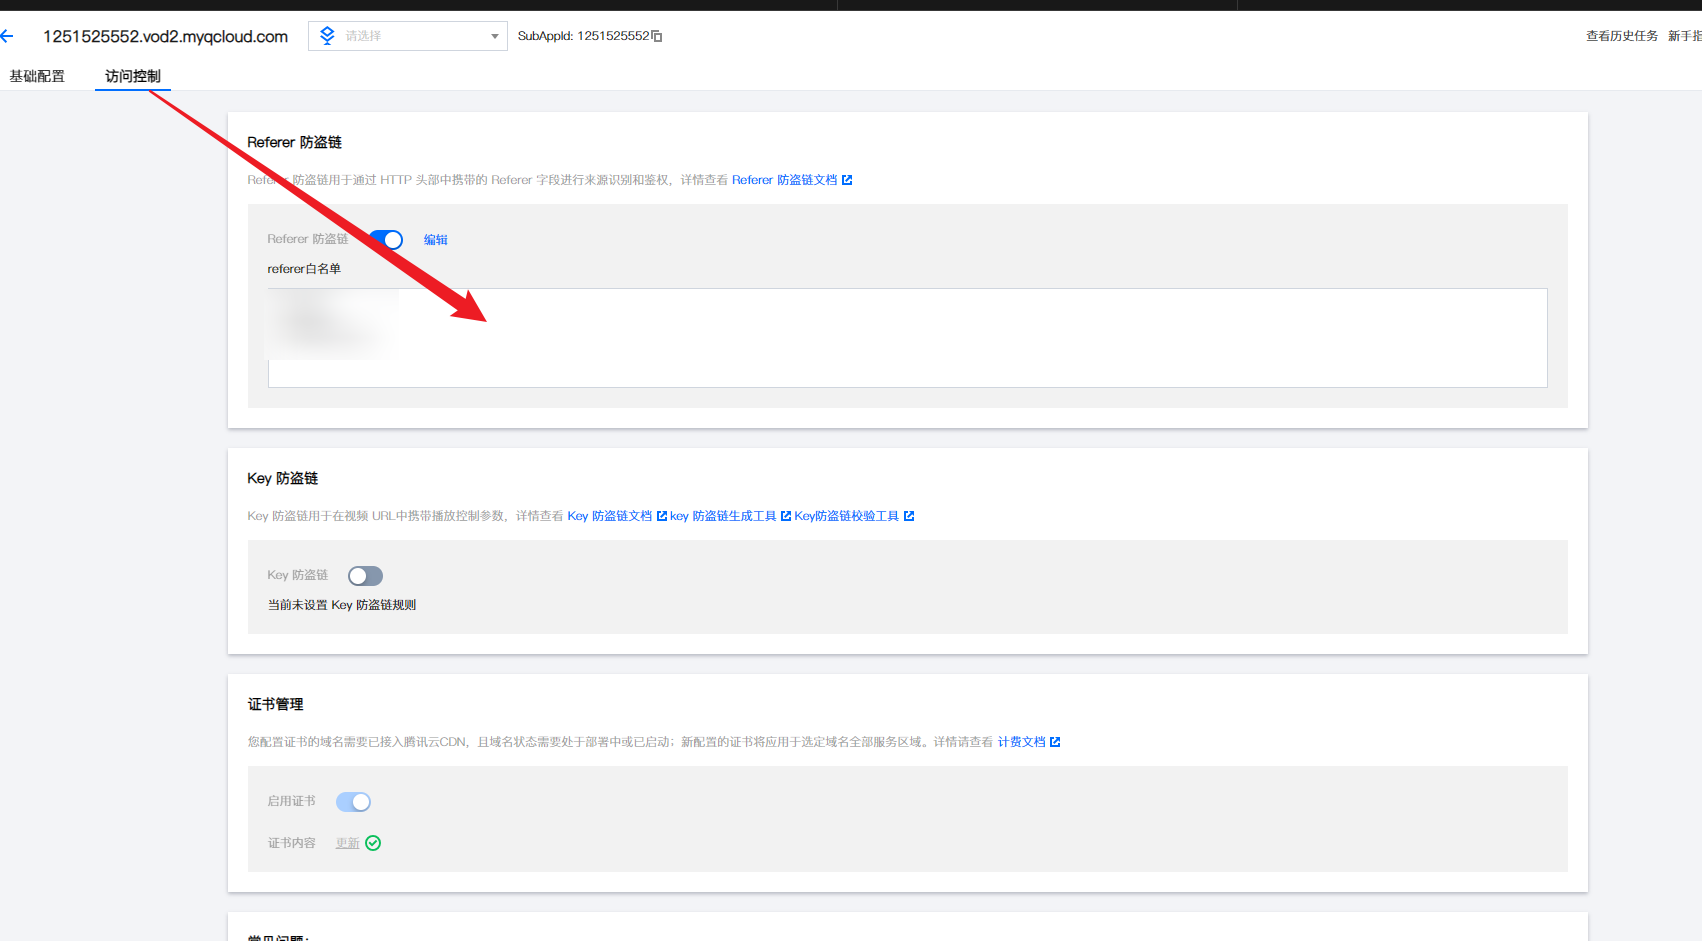 1251525552.vod2.myqcloud.com 请选择 SubAppId: 1251525552 查看历史任务 新手指
基础配置 访问控制
Referer 防盗链
Referer 防盗链用于通过 HTTP 头部中携带的 Referer 字段进行来源识别和鉴权，详情查看 Referer 防盗链文档
Referer 防盗链 编辑
referer白名单
Key 防盗链
Key 防盗链用于在视频 URL中携带播放控制参数，详情查看 Key 防盗链文档 key 防盗链生成工具 Key防盗链校验工具
Key 防盗链
当前未设置 Key 防盗链规则
证书管理
您配置证书的域名需要已接入腾讯云CDN，且域名状态需要处于部署中或已启动；新配置的证书将应用于选定域名全部服务区域。详情请查看 计费文档
启用证书
证书内容 更新
常见问题：